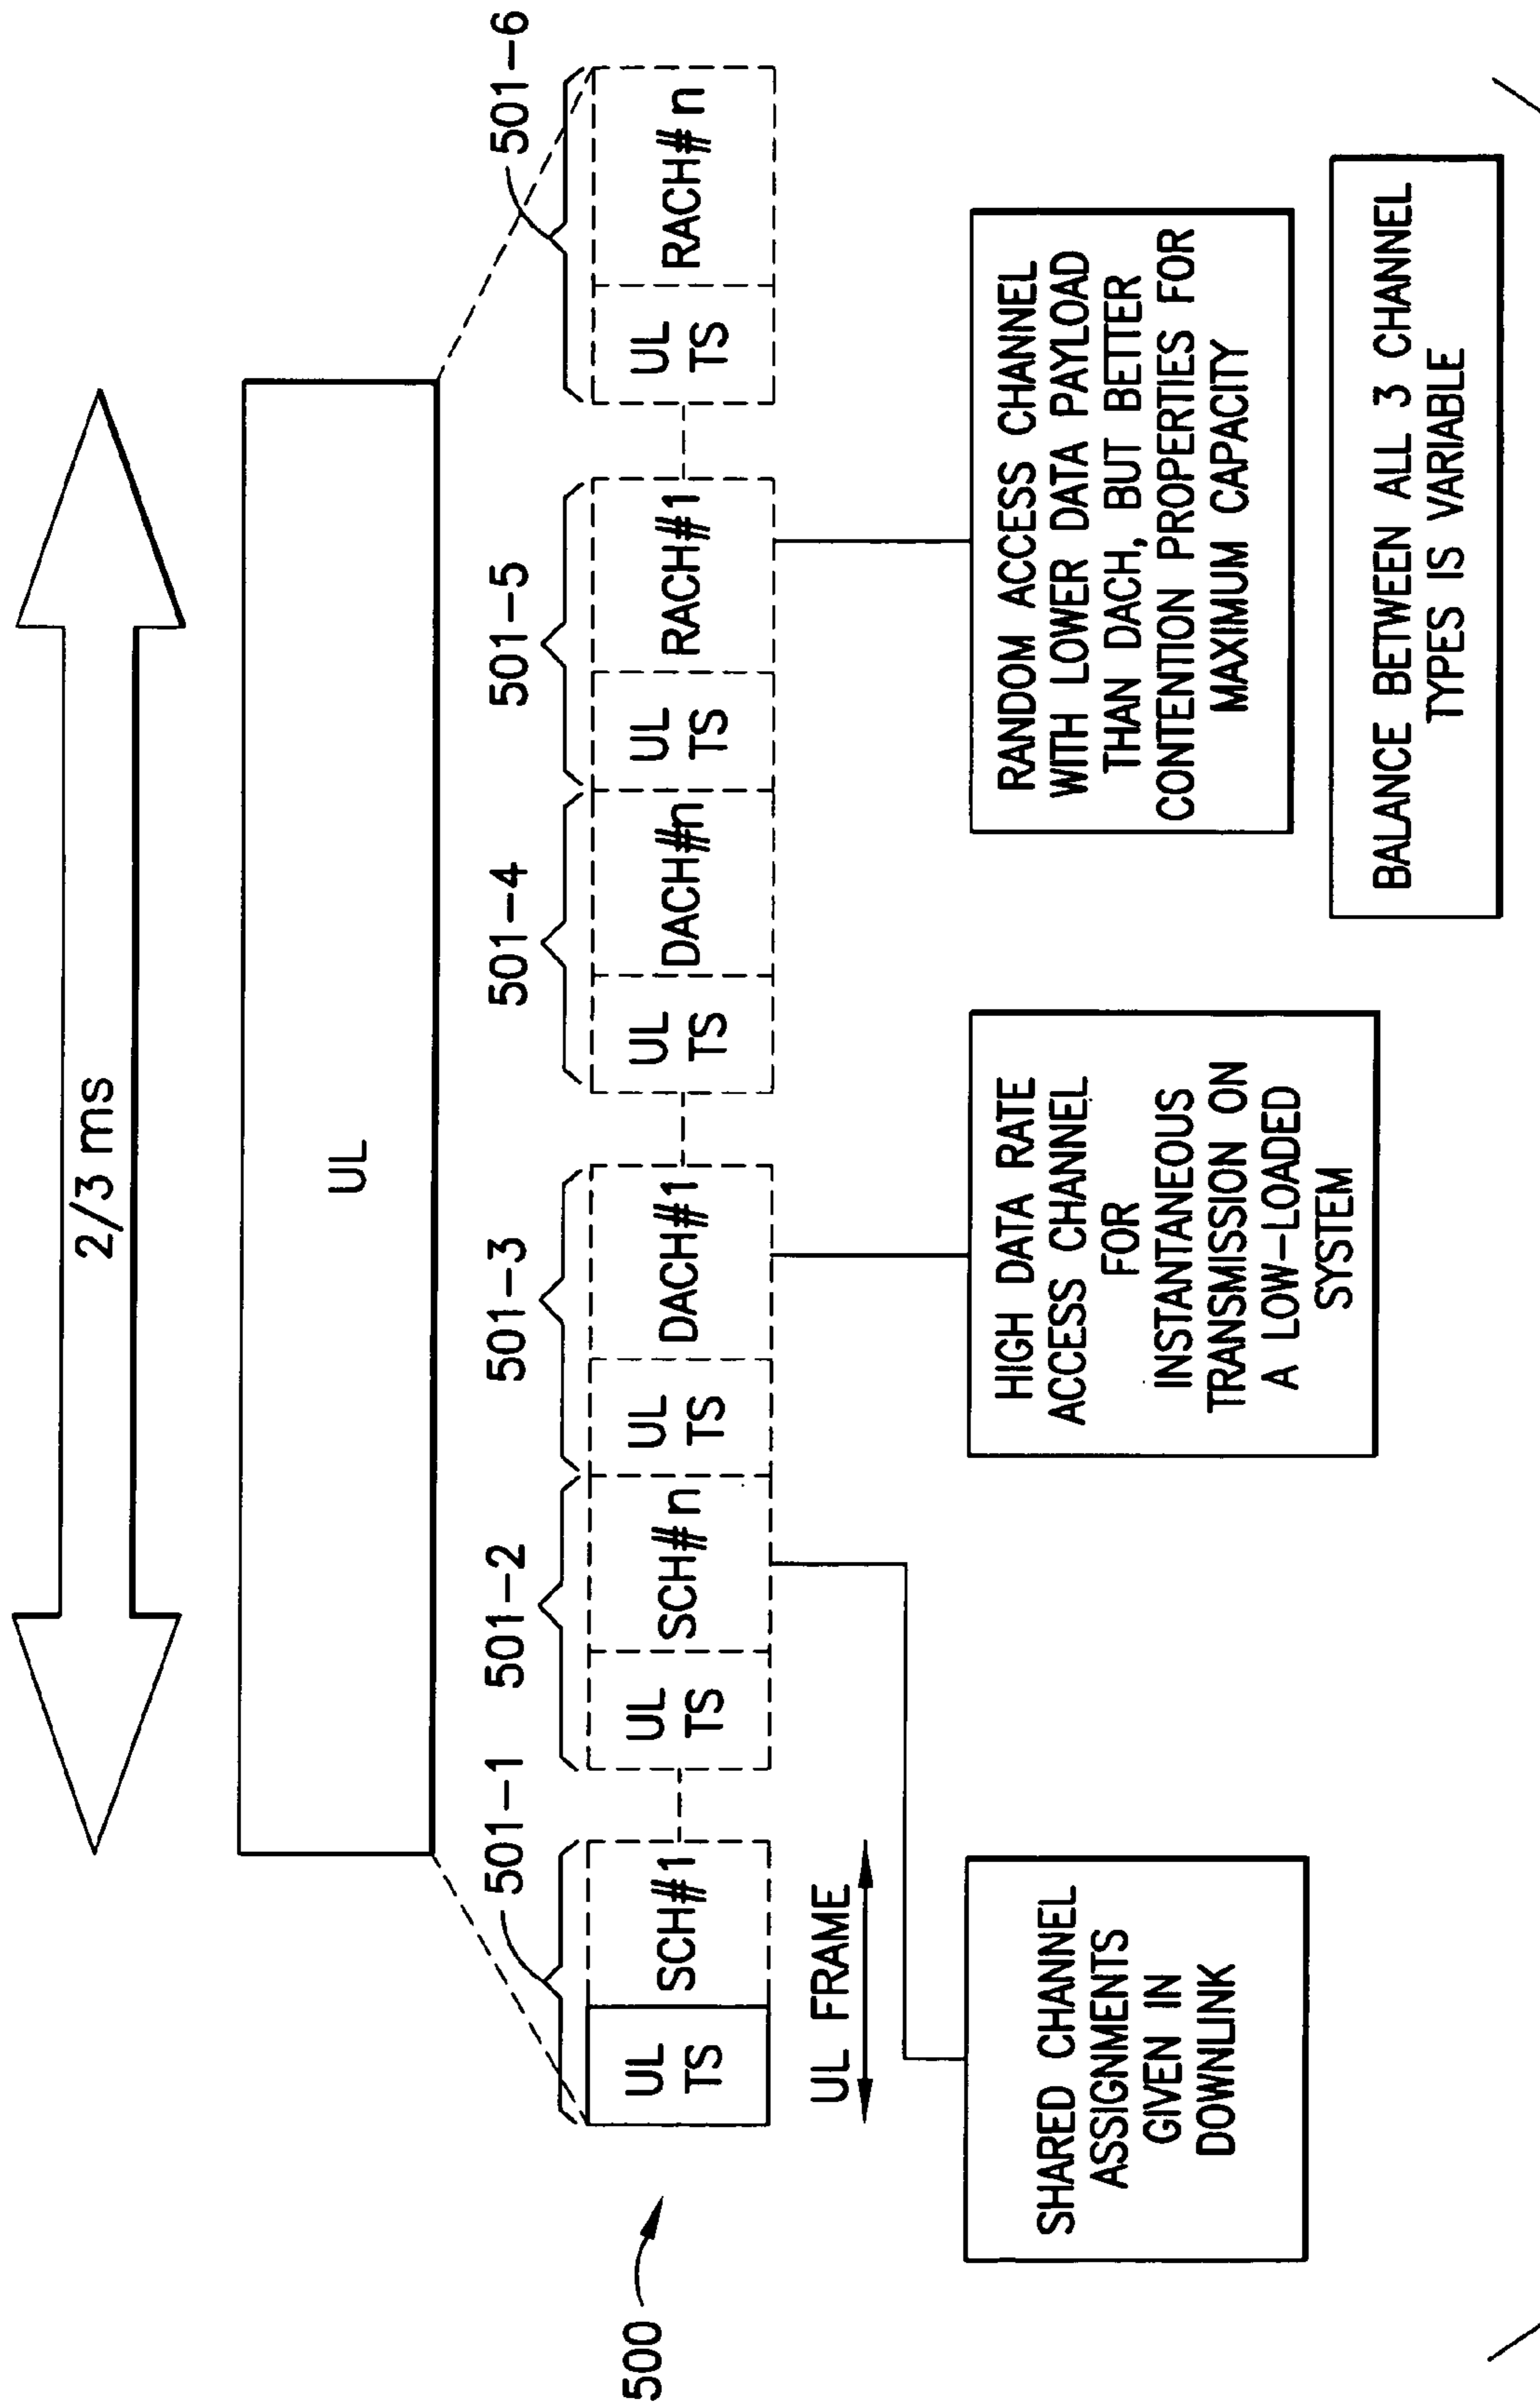 2/3 ms
UL
501-1
501-2
501-3
501-4
501-5
501-6
500
UL
TS
SCH#1
UL
TS
SCH#n
UL
TS
DACH#1
UL
TS
DACH#n
UL
TS
RACH#1
UL
TS
RACH#n
UL FRAME
SHARED CHANNEL
ASSIGNMENTS
GIVEN IN
DOWNLINK
HIGH DATA RATE
ACCESS CHANNEL
FOR
INSTANTANEOUS
TRANSMISSION ON
A LOW-LOADED
SYSTEM
RANDOM ACCESS CHANNEL
WITH LOWER DATA PAYLOAD
THAN DACH, BUT BETTER
CONTENTION PROPERTIES FOR
MAXIMUM CAPACITY
BALANCE BETWEEN ALL 3 CHANNEL
TYPES IS VARIABLE